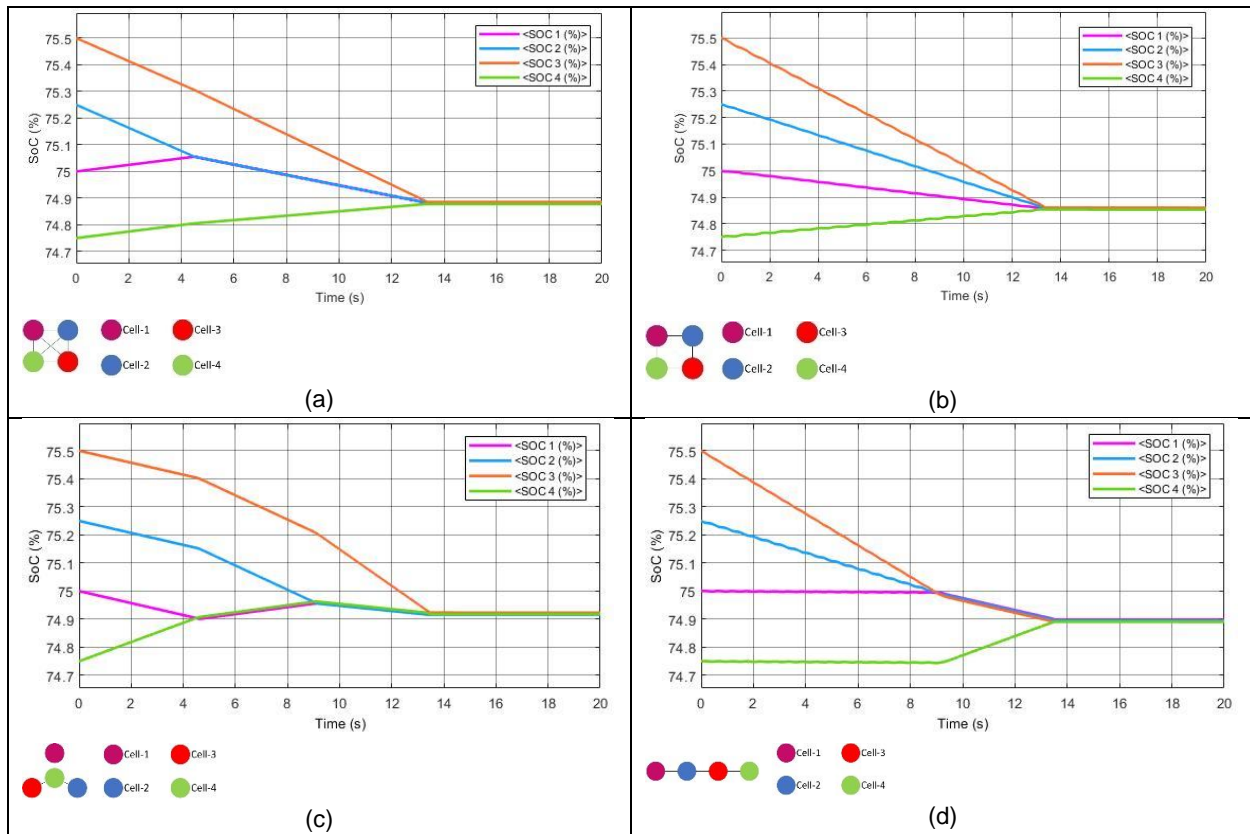 75.5
75.4
75.3
75.2
75.1
75
74.9
74.8
74.7
SoC (%)
<SOC 1 (%)>
<SOC 2 (%)>
<SOC 3 (%)>
<SOC 4 (%)>
0 2 4 6 8 10 12 14 16 18 20
Time (s)
Cell-1 Cell-3
Cell-2 Cell-4
(a)
75.5
75.4
75.3
75.2
75.1
75
74.9
74.8
74.7
SoC (%)
<SOC 1 (%)>
<SOC 2 (%)>
<SOC 3 (%)>
<SOC 4 (%)>
0 2 4 6 8 10 12 14 16 18 20
Time (s)
Cell-1 Cell-3
Cell-2 Cell-4
(b)
75.5
75.4
75.3
75.2
75.1
75
74.9
74.8
74.7
SoC (%)
<SOC 1 (%)>
<SOC 2 (%)>
<SOC 3 (%)>
<SOC 4 (%)>
0 2 4 6 8 10 12 14 16 18 20
Time (s)
Cell-1 Cell-3
Cell-2 Cell-4
(c)
75.5
75.4
75.3
75.2
75.1
75
74.9
74.8
74.7
SoC (%)
<SOC 1 (%)>
<SOC 2 (%)>
<SOC 3 (%)>
<SOC 4 (%)>
0 2 4 6 8 10 12 14 16 18 20
Time (s)
Cell-1 Cell-3
Cell-2 Cell-4
(d)